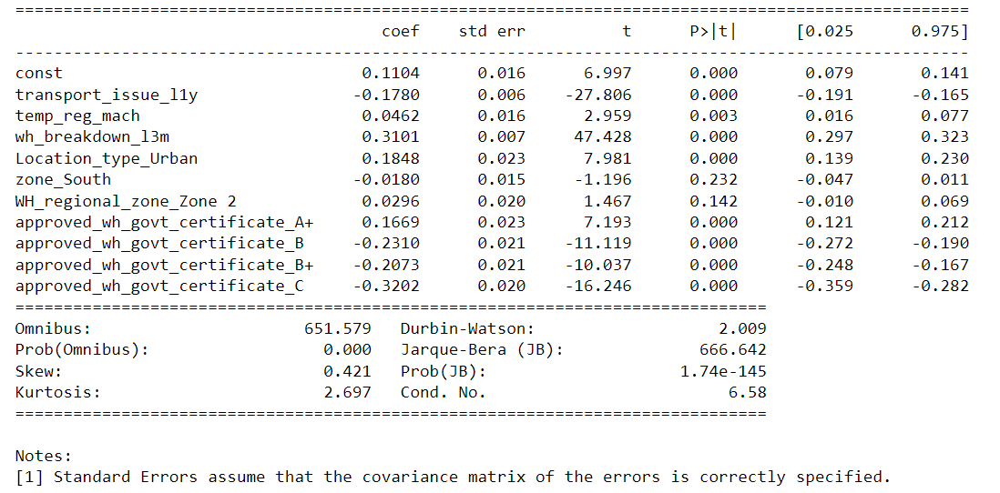 ==================================================================================================
coef std err t P>|t| [0.025 0.975]
--------------------------------------------------------------------------------------------------
const 0.1104 0.016 6.997 0.000 0.079 0.141
transport_issue_l1y -0.1780 0.006 -27.806 0.000 -0.191 -0.165
temp_reg_mach 0.0462 0.016 2.959 0.003 0.016 0.077
wh_breakdown_l3m 0.3101 0.007 47.428 0.000 0.297 0.323
Location_type_Urban 0.1848 0.023 7.981 0.000 0.139 0.230
zone_South -0.0180 0.015 -1.196 0.232 -0.047 0.011
WH_regional_zone_Zone 2 0.0296 0.020 1.467 0.142 -0.010 0.069
approved_wh_govt_certificate_A+ 0.1669 0.023 7.193 0.000 0.121 0.212
approved_wh_govt_certificate_B -0.2310 0.021 -11.119 0.000 -0.272 -0.190
approved_wh_govt_certificate_B+ -0.2073 0.021 -10.037 0.000 -0.248 -0.167
approved_wh_govt_certificate_C -0.3202 0.020 -16.246 0.000 -0.359 -0.282
==============================================================================
Omnibus: 651.579 Durbin-Watson: 2.009
Prob(Omnibus): 0.000 Jarque-Bera (JB): 666.642
Skew: 0.421 Prob(JB): 1.74e-145
Kurtosis: 2.697 Cond. No. 6.58
==============================================================================
Notes:
[1] Standard Errors assume that the covariance matrix of the errors is correctly specified.